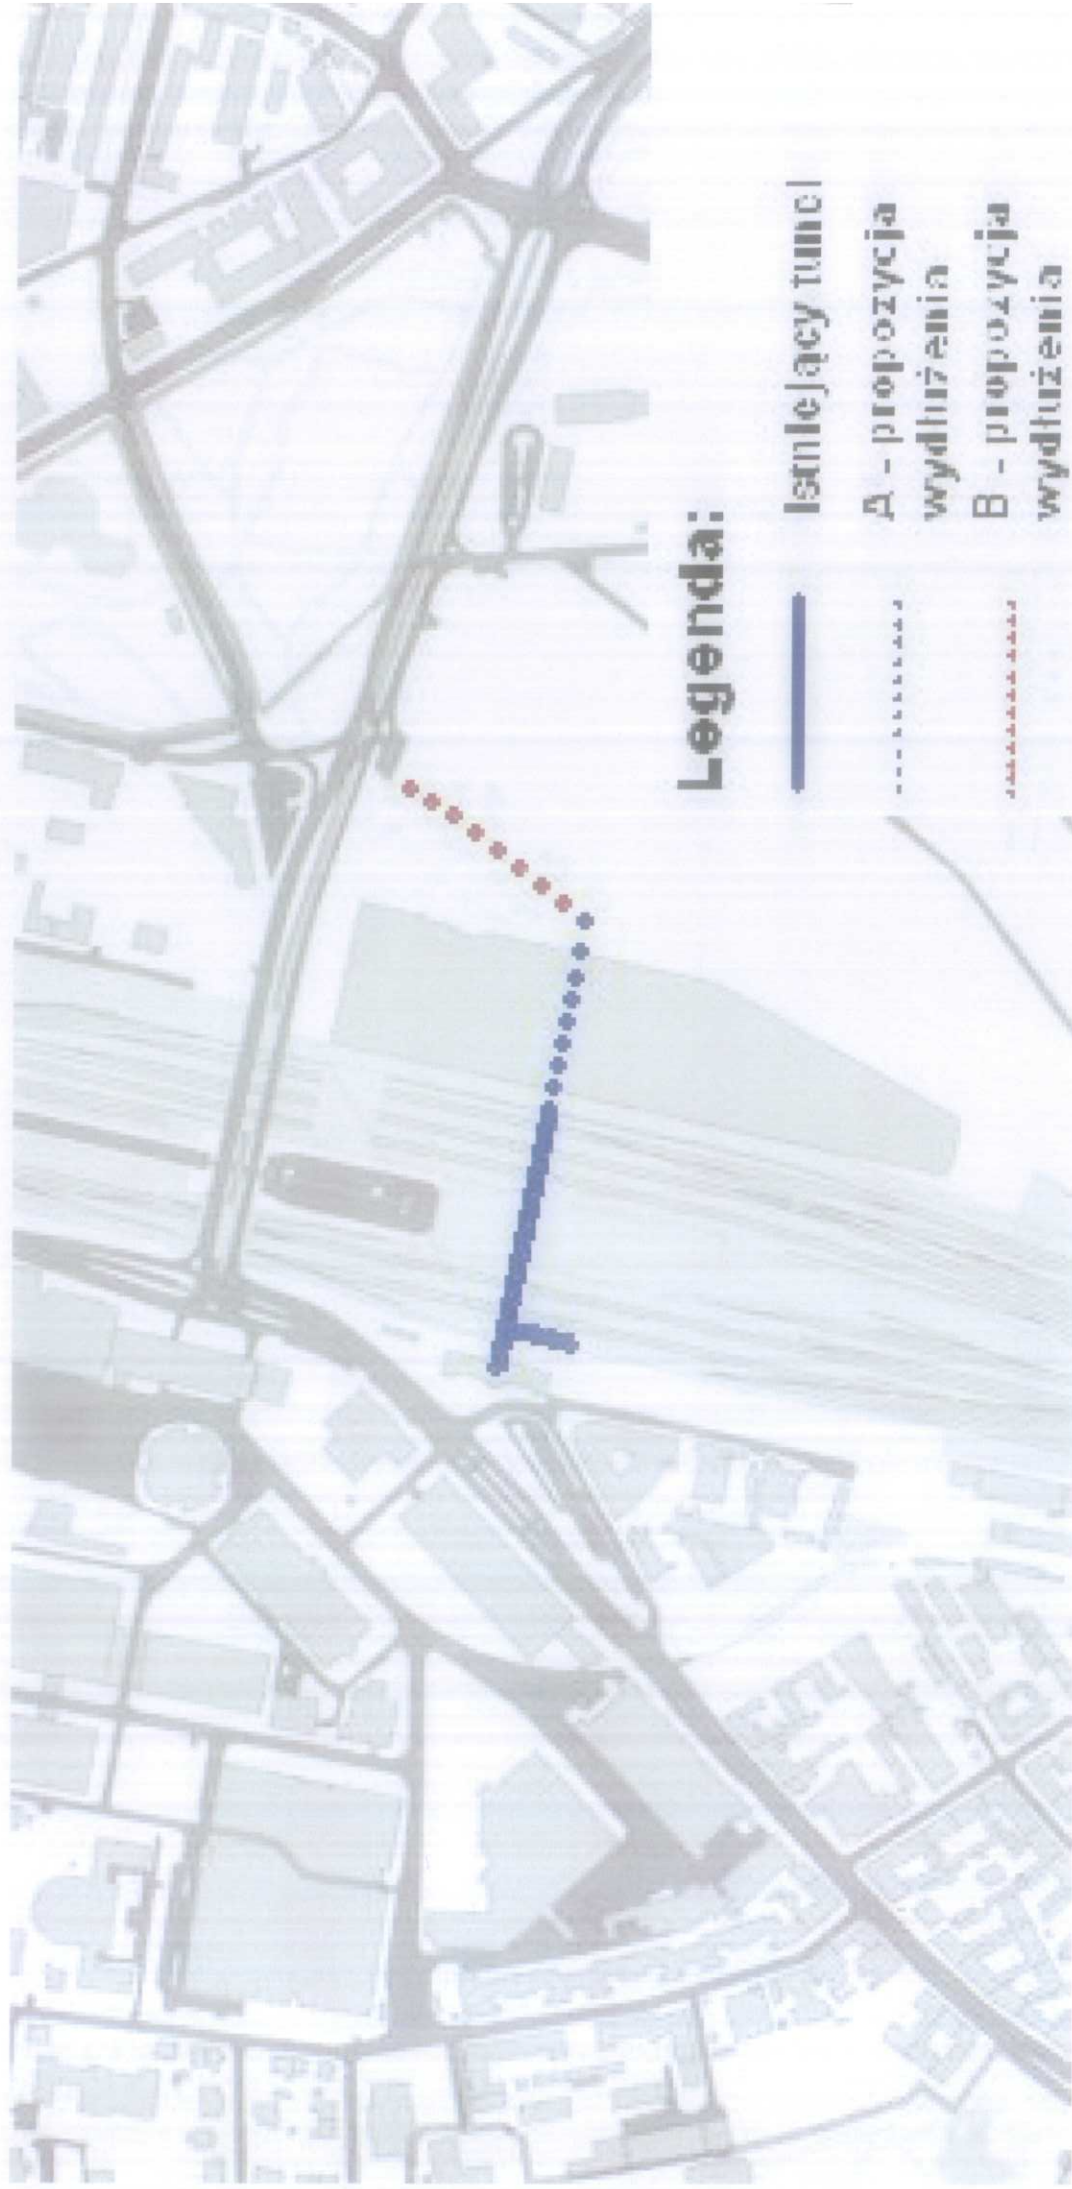 Legenda:
Istniejący tunel
A - propozycja
wydłużenia
B - propozycja
wydłużenia